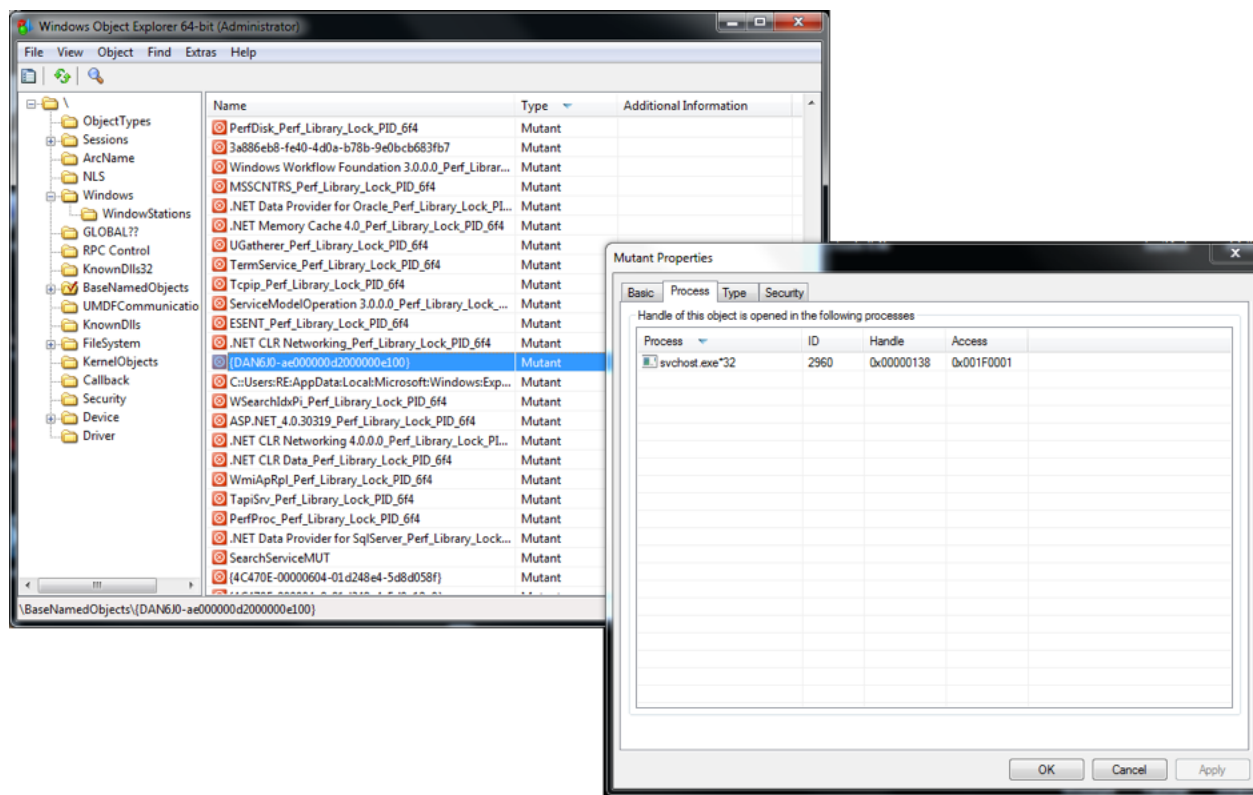 Windows Object Explorer 64-bit (Administrator)
File View Object Find Extras Help
\
ObjectTypes
Sessions
ArcName
NLS
Windows
WindowStations
GLOBAL??
RPC Control
KnownDlls32
BaseNamedObjects
UMDFCommunicatio
KnownDlls
FileSystem
KernelObjects
Callback
Security
Device
Driver
Name Type Additional Information
PerfDisk_Perf_Library_Lock_PID_6f4 Mutant
3a886eb8-fe40-4d0a-b78b-9e0bcb683fb7 Mutant
Windows Workflow Foundation 3.0.0.0_Perf_Librar... Mutant
MSSCNTRS_Perf_Library_Lock_PID_6f4 Mutant
.NET Data Provider for Oracle_Perf_Library_Lock_PI... Mutant
.NET Memory Cache 4.0_Perf_Library_Lock_PID_6f4 Mutant
UGatherer_Perf_Library_Lock_PID_6f4 Mutant
TermService_Perf_Library_Lock_PID_6f4 Mutant
Tcpip_Perf_Library_Lock_PID_6f4 Mutant
ServiceModelOperation 3.0.0.0_Perf_Library_Lock_... Mutant
ESENT_Perf_Library_Lock_PID_6f4 Mutant
.NET CLR Networking_Perf_Library_Lock_PID_6f4 Mutant
{DAN6J0-ae000000d2000000e100} Mutant
C::Users:RE:AppData:Local:Microsoft:Windows:Exp... Mutant
WSearchIdxPi_Perf_Library_Lock_PID_6f4 Mutant
ASP.NET_4.0.30319_Perf_Library_Lock_PID_6f4 Mutant
.NET CLR Networking 4.0.0.0_Perf_Library_Lock_PI... Mutant
.NET CLR Data_Perf_Library_Lock_PID_6f4 Mutant
WmiApRpl_Perf_Library_Lock_PID_6f4 Mutant
TapiSrv_Perf_Library_Lock_PID_6f4 Mutant
PerfProc_Perf_Library_Lock_PID_6f4 Mutant
.NET Data Provider for SqlServer_Perf_Library_Lock... Mutant
SearchServiceMUT Mutant
{4C470E-00000604-01d248e4-5d8d058f} Mutant
\BaseNamedObjects\{DAN6J0-ae000000d2000000e100}
Mutant Properties
Basic Process Type Security
Handle of this object is opened in the following processes
Process ID Handle Access
svchost.exe*32 2960 0x00000138 0x001F0001
OK Cancel Apply